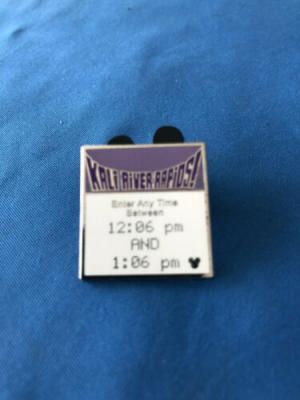 KALI RIVER RAPIDS!
Enter Any Time
Between
12:06 pm
AND
1:06 pm